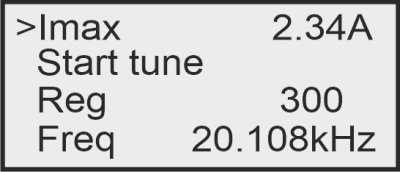 >Imax 2.34A
Start tune
Reg 300
Freq 20.108kHz